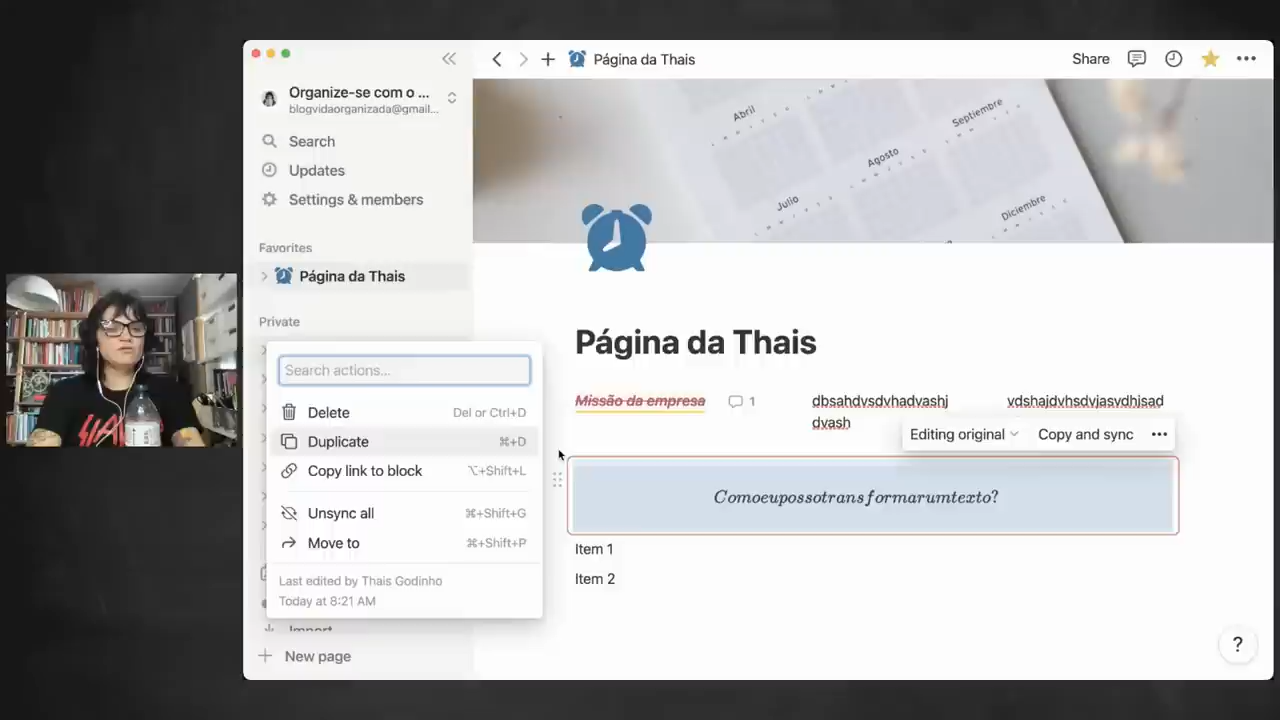 Organize-se com o ...
blogvidaorganizada@gmail...
Search
Updates
Settings & members
Favorites
Página da Thais
Private
Search actions...
Delete Del or Ctrl+D
Duplicate ⌘+D
Copy link to block ⌥+Shift+L
Unsync all ⌘+Shift+G
Move to ⌘+Shift+P
Last edited by Thais Godinho
Today at 8:21 AM
Import
New page
Página da Thais
Share
Abril
Septiembre
Agosto
Julio
Diciembre
Página da Thais
Missão da empresa
1
dbsahdvsdvhadvashj
dvash
vdshajdvhsdvjasvdhjsad
Editing original
Copy and sync
Comoeupossotransformarumtexto?
Item 1
Item 2
?